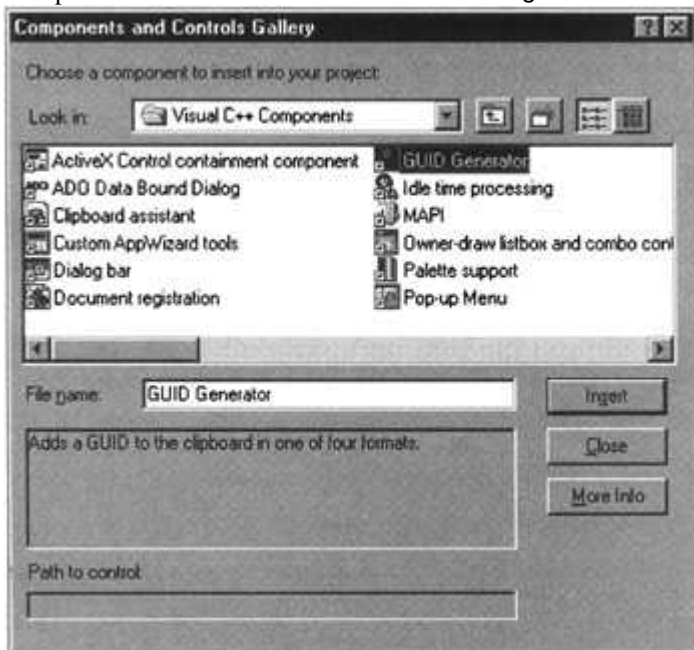 Components and Controls Gallery
Choose a component to insert into your project:
Look in: Visual C++ Components
ActiveX Control containment component GUID Generator
ADO Data Bound Dialog Idle time processing
Clipboard assistant MAPI
Custom AppWizard tools Owner-draw listbox and combo cont
Dialog bar Palette support
Document registration Pop-up Menu
File name: GUID Generator Insert
Adds a GUID to the clipboard in one of four formats. Close
More Info
Path to control: